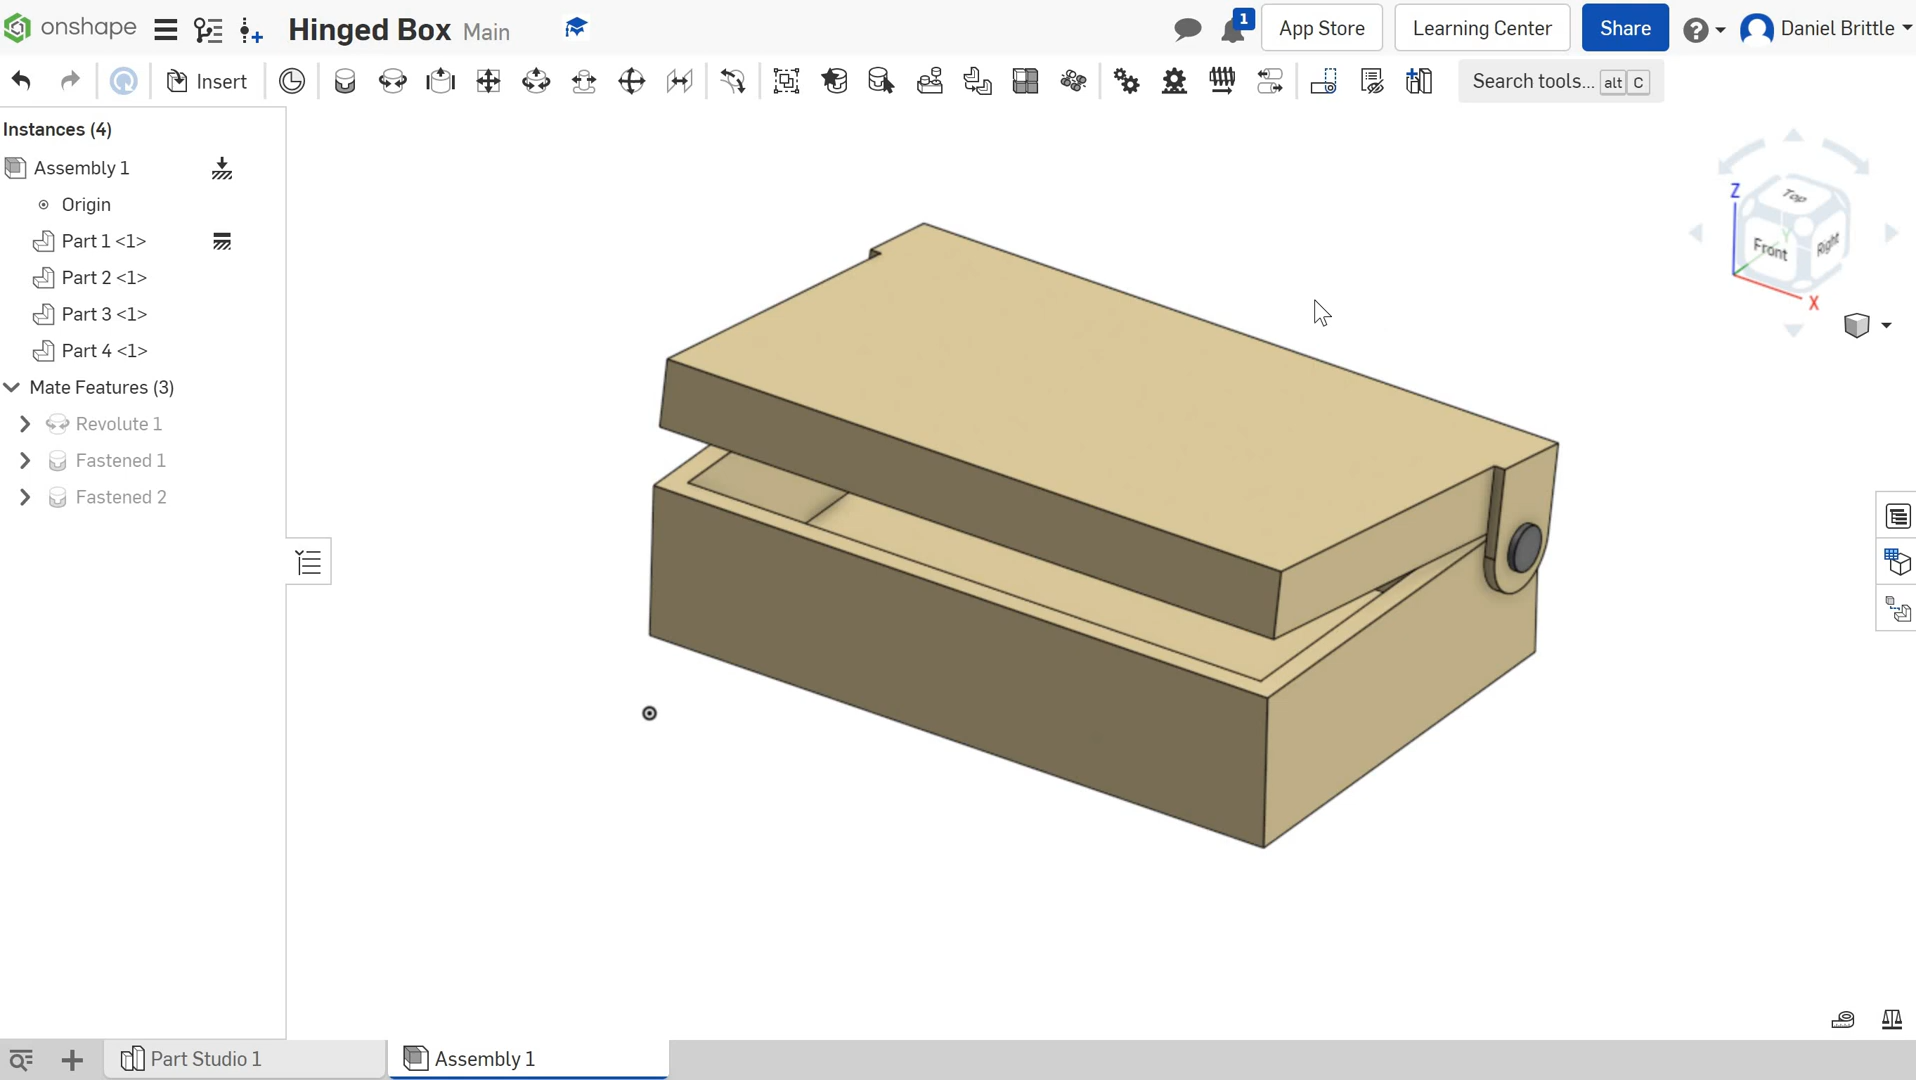 onshape
Hinged Box Main
1
App Store
Learning Center
Share
Daniel Brittle
Insert
Search tools... alt C
Instances (4)
Assembly 1
Origin
Part 1 <1>
Part 2 <1>
Part 3 <1>
Part 4 <1>
Mate Features (3)
Revolute 1
Fastened 1
Fastened 2
Z
Top
Front
Right
Y
X
Part Studio 1
Assembly 1